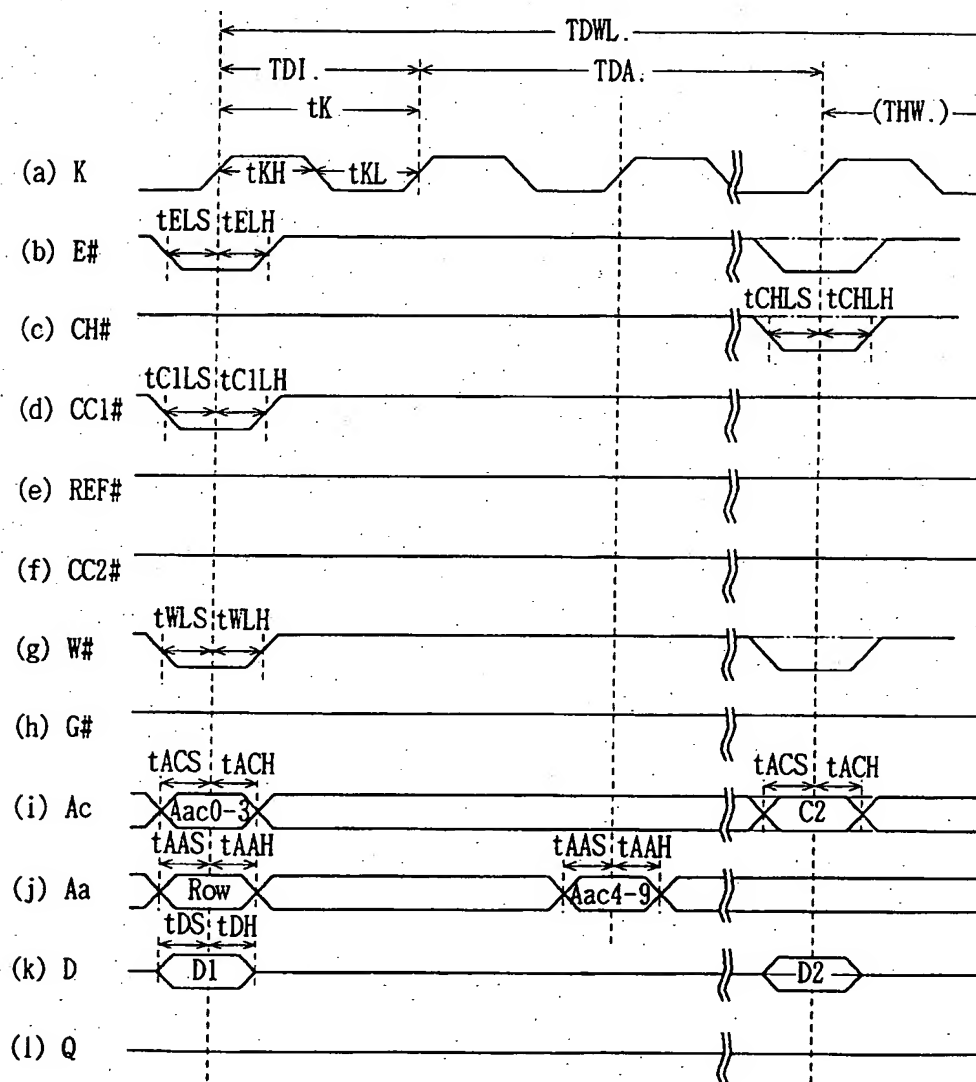 TDWL.
TDI. TDA.
tK (THW.)
(a) K tKH tKL
tELS tELH
(b) E#
tCHLS tCHLH
(c) CH#
tC1LS tC1LH
(d) CC1#
(e) REF#
(f) CC2#
tWLS tWLH
(g) W#
(h) G#
tACS tACH tACS tACH
(i) Ac Aac0-3 C2
tAAS tAAH tAAS tAAH
(j) Aa Row Aac4-9
tDS tDH
(k) D D1 D2
(l) Q